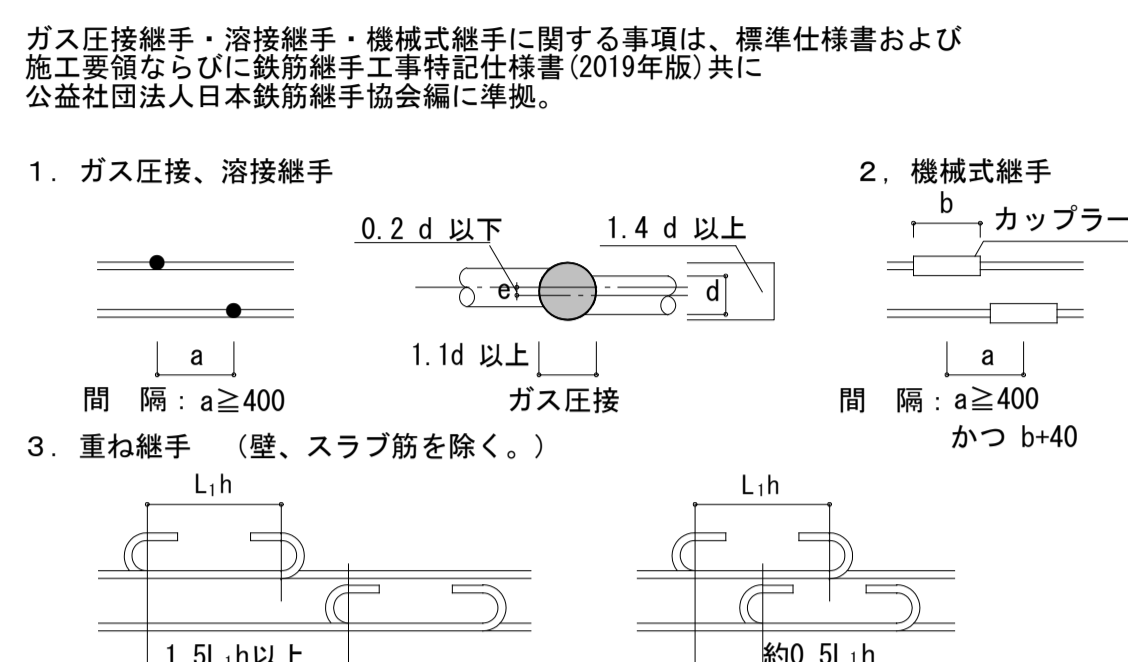 ガス圧接継手・溶接継手・機械式継手に関する事項は、標準仕様書および
施工要領ならびに鉄筋継手工事特記仕様書(2019年版)共に
公益社団法人日本鉄筋継手協会編に準拠。
1. ガス圧接、溶接継手
0.2 d 以下
1.4 d 以上
e
d
a
1.1d 以上
間 隔：a≧400
ガス圧接
2, 機械式継手
b
カップラー
a
間 隔：a≧400
かつ b+40
3. 重ね継手 （壁、スラブ筋を除く。）
L₁h
L₁h
1.5L₁h以上
約0.5L₁h